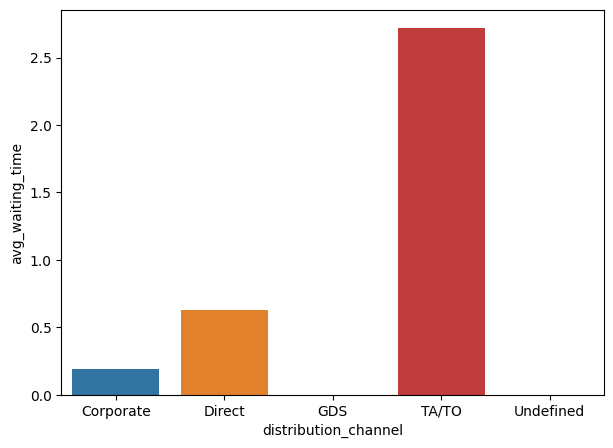 2.5
2.0
1.5
1.0
0.5
0.0
avg_waiting_time
Corporate Direct GDS TA/TO Undefined
distribution_channel